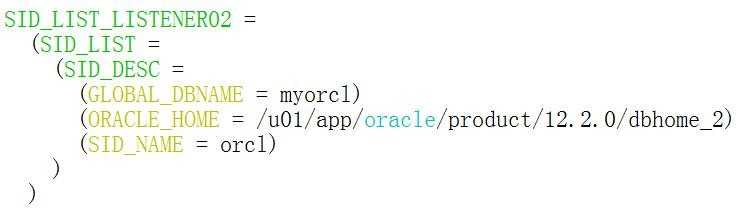 SID_LIST_LISTENER02 =
  (SID_LIST =
    (SID_DESC =
      (GLOBAL_DBNAME = myorcl)
      (ORACLE_HOME = /u01/app/oracle/product/12.2.0/dbhome_2)
      (SID_NAME = orcl)
    )
  )